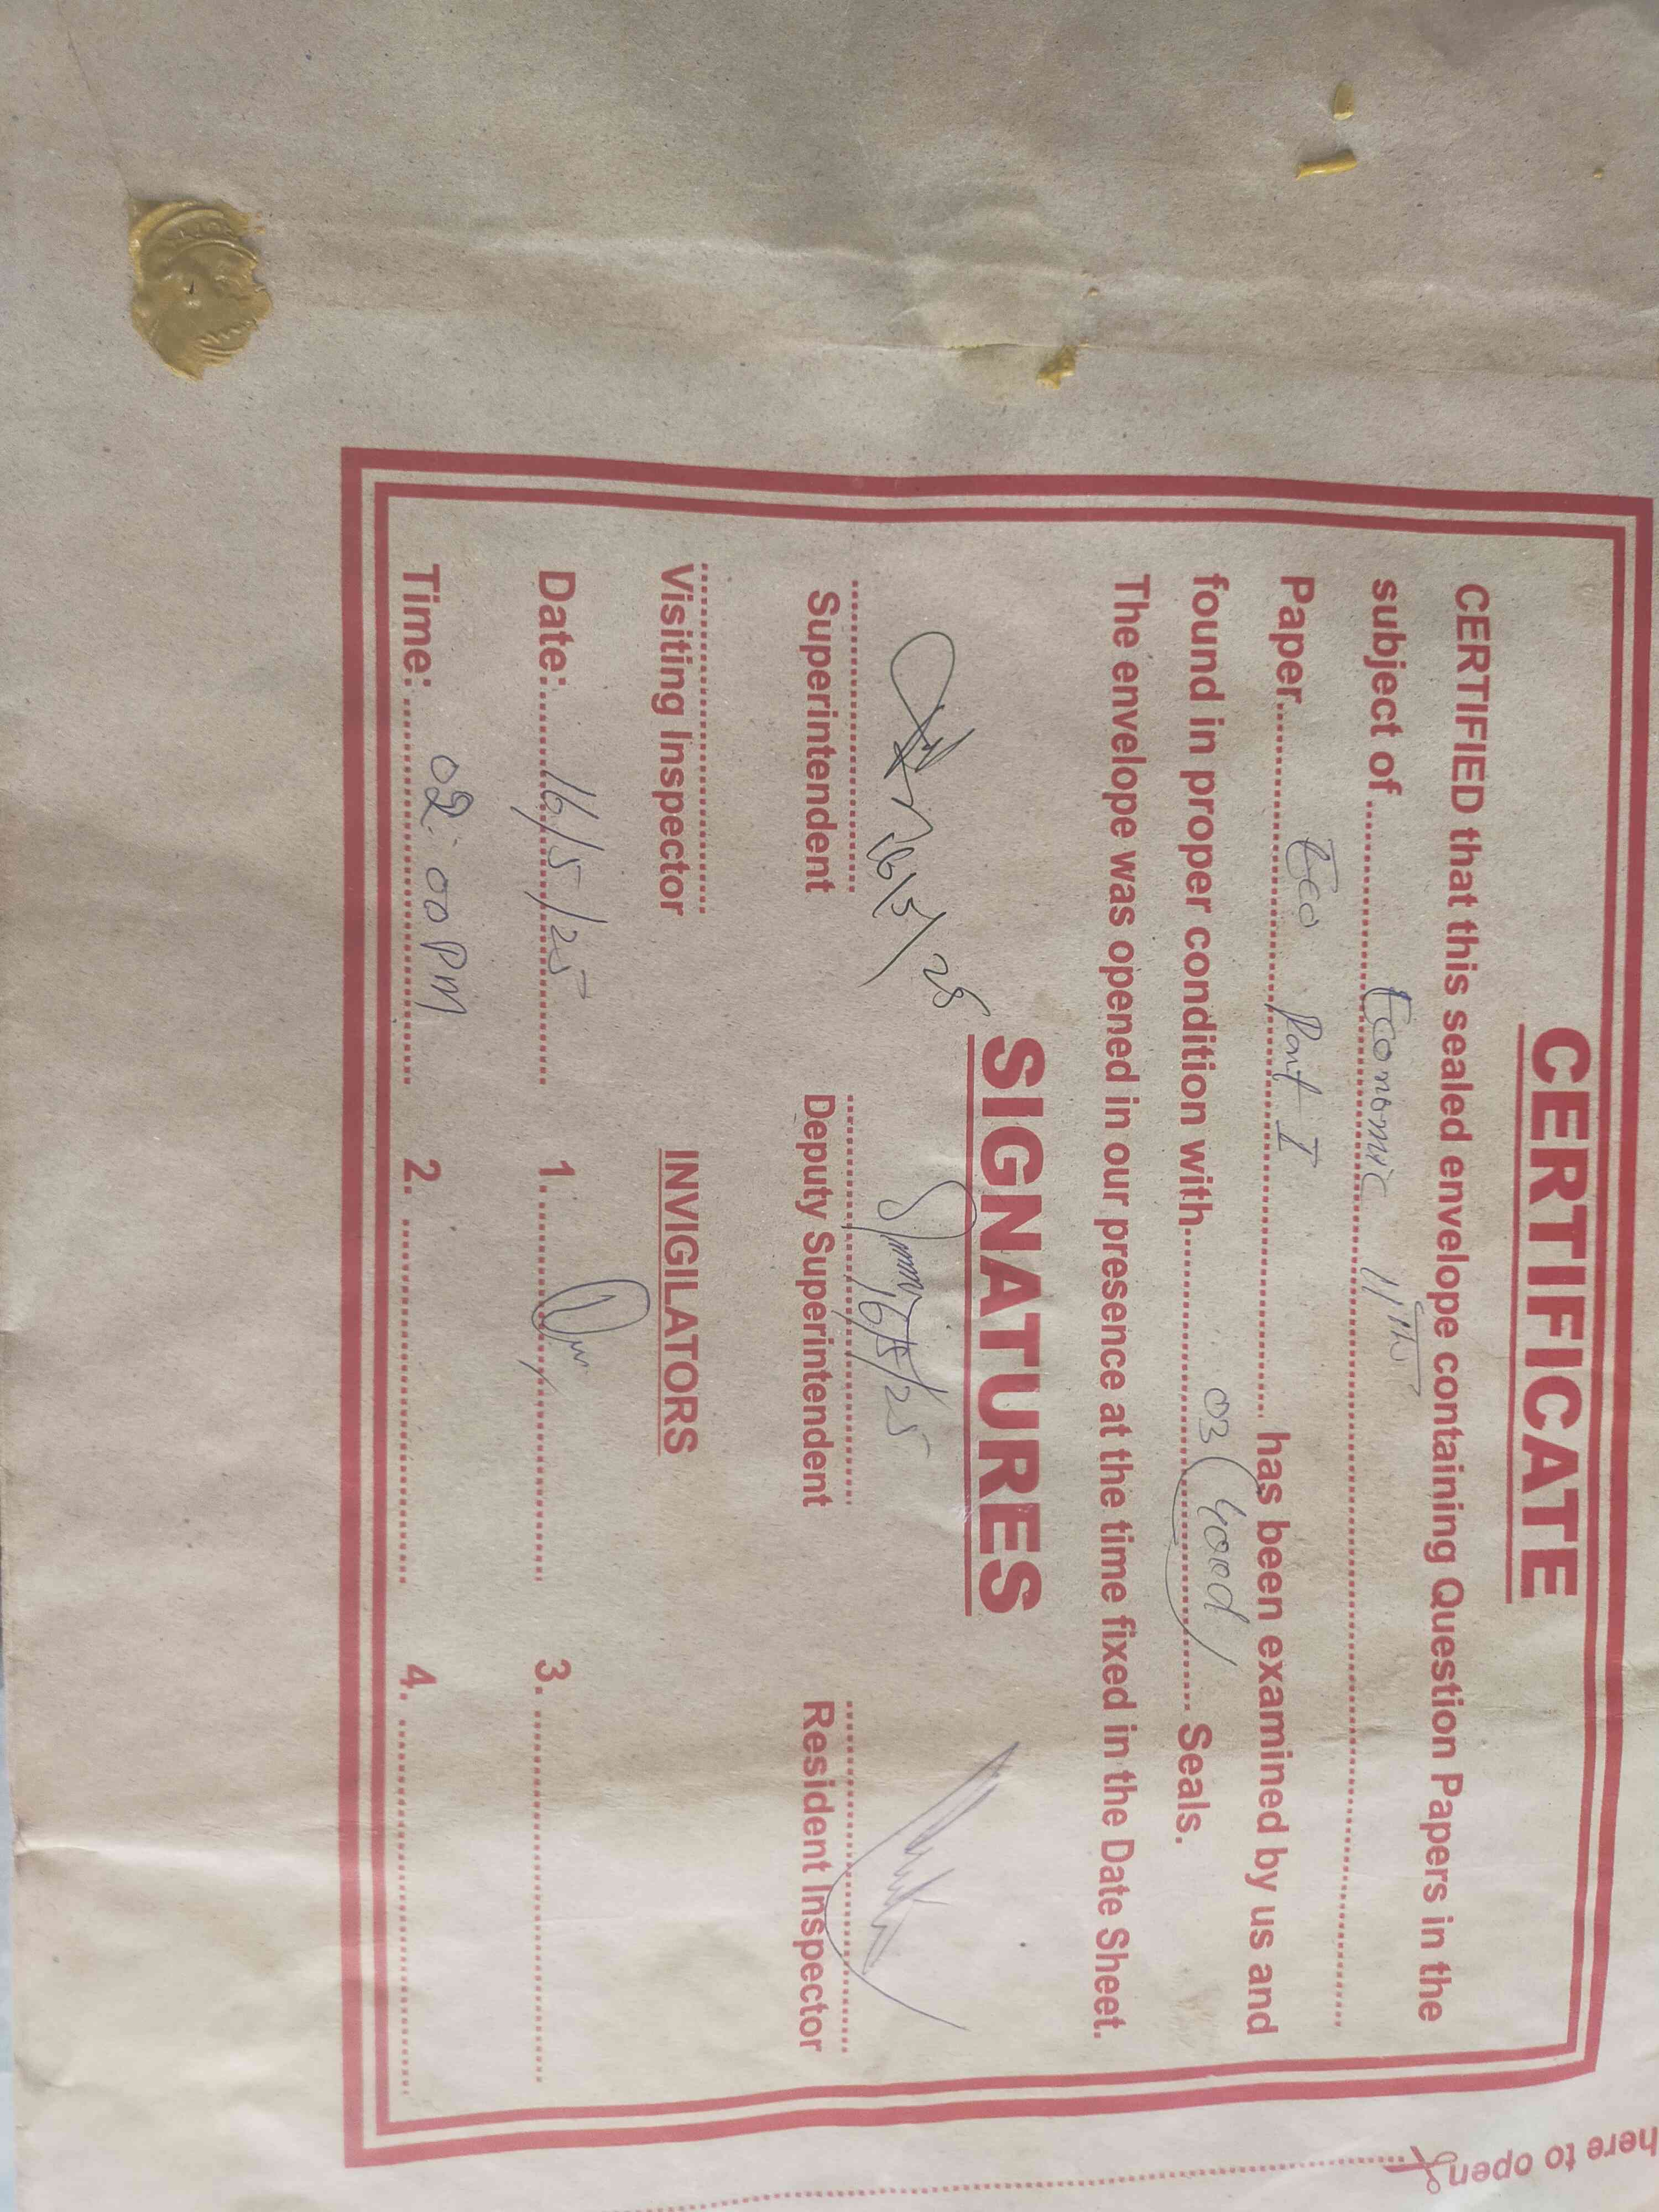 CERTIFICATE
CERTIFIED that this sealed envelope containing Question Papers in the
subject of Economic 11th
Paper Eco Part I has been examined by us and
found in proper condition with 03 (Good) Seals.
The envelope was opened in our presence at the time fixed in the Date Sheet.
SIGNATURES
16/5/25 16/5/25
Superintendent Deputy Superintendent Resident Inspector
Visiting Inspector INVIGILATORS
Date: 16/5/25 1. 3.
Time: 02:00 PM 2. 4.
here to open